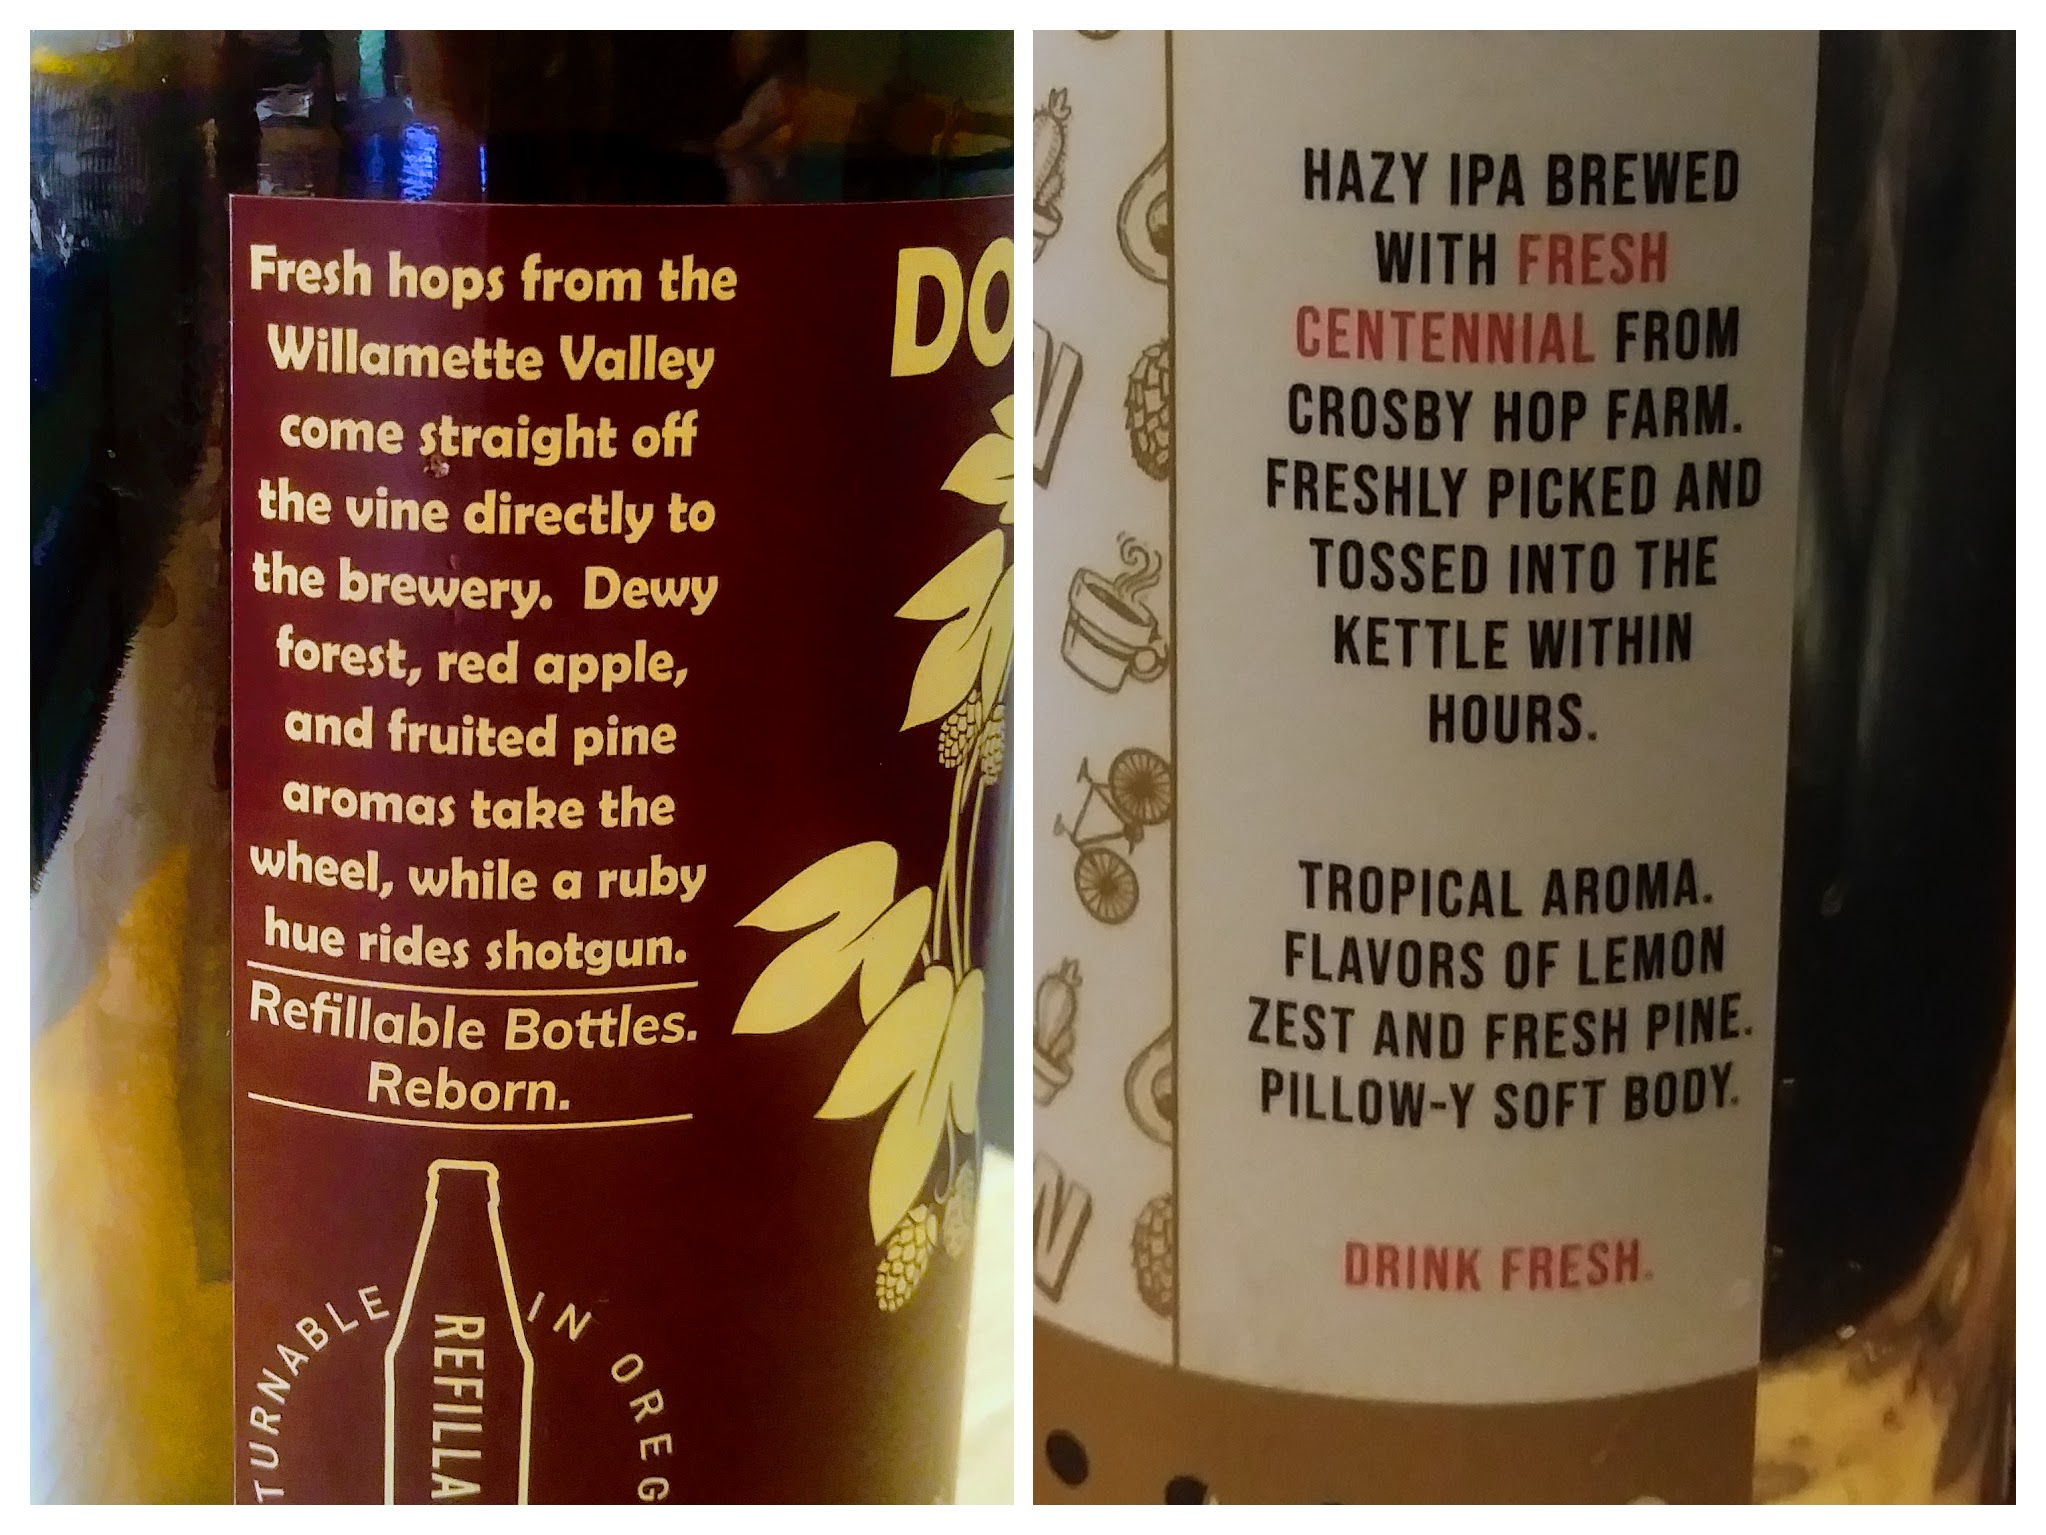 Fresh hops from the
Willamette Valley
come straight off
the vine directly to
the brewery. Dewy
forest, red apple,
and fruited pine
aromas take the
wheel, while a ruby
hue rides shotgun.
Refillable Bottles.
Reborn.
IN
DO
HAZY IPA BREWED
WITH FRESH
CENTENNIAL FROM
CROSBY HOP FARM.
FRESHLY PICKED AND
TOSSED INTO THE
KETTLE WITHIN
HOURS.
TROPICAL AROMA.
FLAVORS OF LEMON
ZEST AND FRESH PINE.
PILLOW-Y SOFT BODY.
DRINK FRESH.